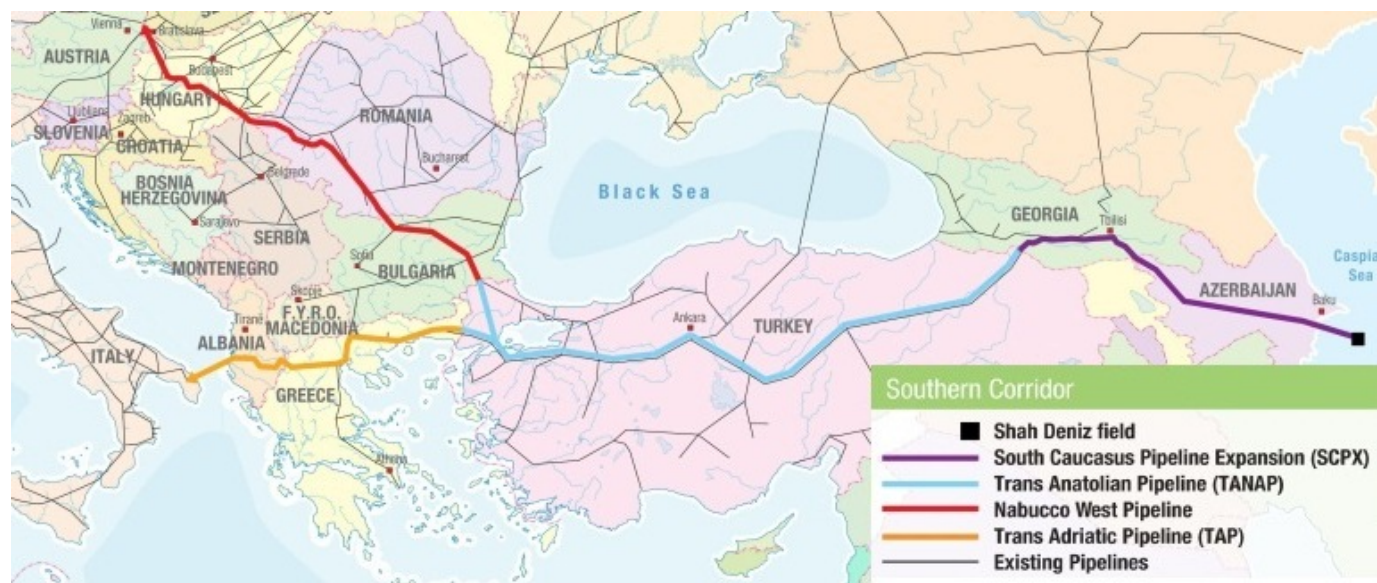 Vienna
Bratislava
AUSTRIA
Budapest
HUNGARY
Ljubljana
SLOVENIA
Zagreb
CROATIA
ROMANIA
Bucharest
BOSNIA
HERZEGOVINA
Belgrade
Sarajevo
SERBIA
MONTENEGRO
Sofia
BULGARIA
Skopje
F.Y.R.O.
MACEDONIA
Tirane
ALBANIA
ITALY
GREECE
Athina
Black Sea
GEORGIA
Tbilisi
Ankara
TURKEY
AZERBAIJAN
Baku
Caspia
Sea
Southern Corridor
Shah Deniz field
South Caucasus Pipeline Expansion (SCPX)
Trans Anatolian Pipeline (TANAP)
Nabucco West Pipeline
Trans Adriatic Pipeline (TAP)
Existing Pipelines